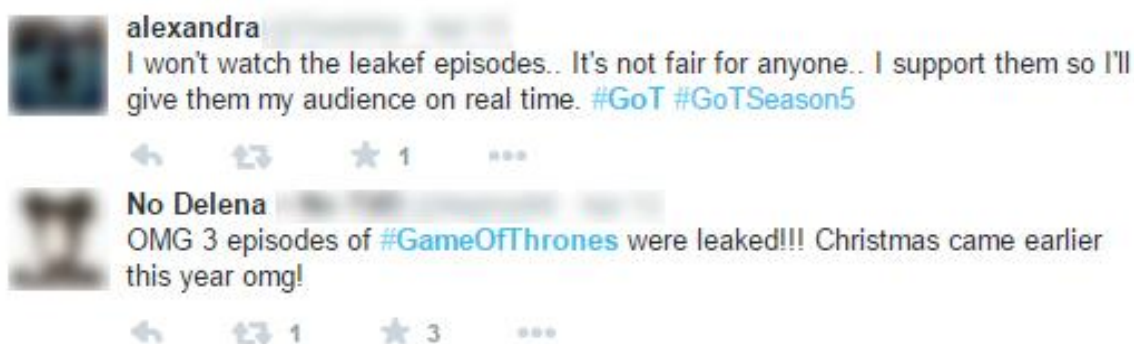 alexandra
I won't watch the leakef episodes.. It's not fair for anyone.. I support them so I'll
give them my audience on real time. #GoT #GoTSeason5
1
No Delena
OMG 3 episodes of #GameOfThrones were leaked!!! Christmas came earlier
this year omg!
1 3